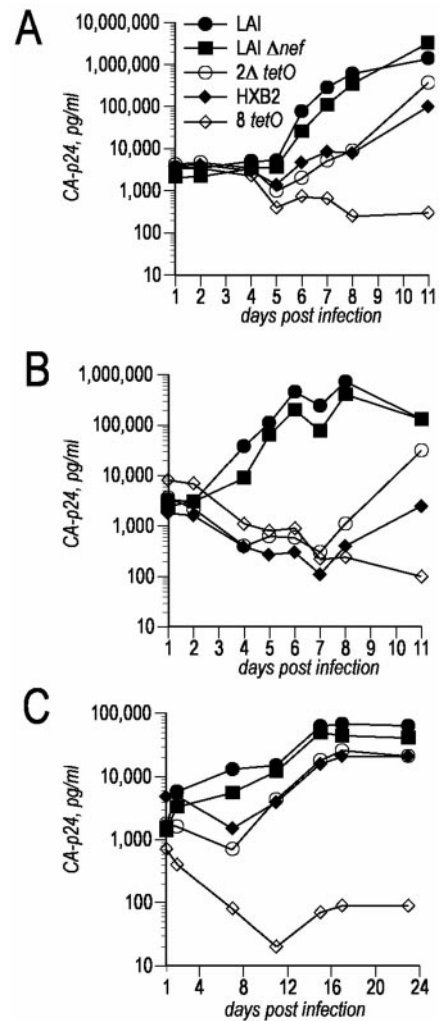 A
LAI
LAI Δnef
2Δ tetO
HXB2
8 tetO
CA-p24, pg/ml
10,000,000
1,000,000
100,000
10,000
1,000
100
10
1 2 3 4 5 6 7 8 9 10 11
days post infection
B
CA-p24, pg/ml
1,000,000
100,000
10,000
1,000
100
10
1 2 3 4 5 6 7 8 9 10 11
days post infection
C
CA-p24, pg/ml
100,000
10,000
1,000
100
10
1 4 8 12 16 20 24
days post infection